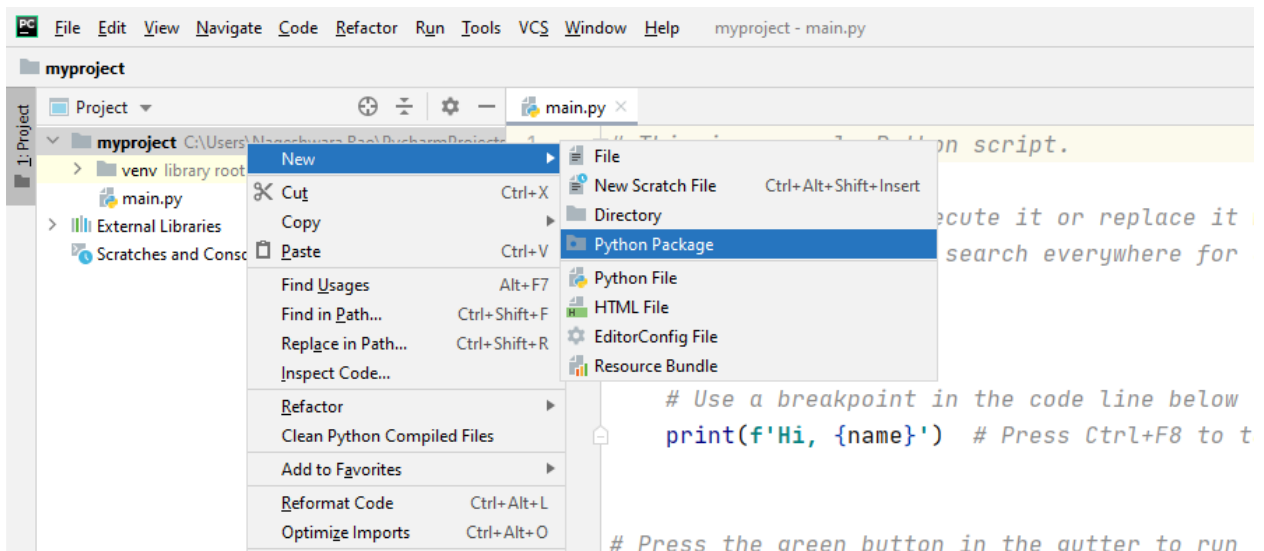 PC File Edit View Navigate Code Refactor Run Tools VCS Window Help myproject - main.py
myproject
1: Project
Project
main.py
myproject C:\Users\Nageshwara Rao\PycharmProjects
venv library root
main.py
External Libraries
Scratches and Consc
New
Cut Ctrl+X
Copy
Paste Ctrl+V
Find Usages Alt+F7
Find in Path... Ctrl+Shift+F
Replace in Path... Ctrl+Shift+R
Inspect Code...
Refactor
Clean Python Compiled Files
Add to Favorites
Reformat Code Ctrl+Alt+L
Optimize Imports Ctrl+Alt+O
File
New Scratch File Ctrl+Alt+Shift+Insert
Directory
Python Package
Python File
HTML File
EditorConfig File
Resource Bundle
script.
ecute it or replace it
search everywhere for
# Use a breakpoint in the code line below
print(f'Hi, {name}') # Press Ctrl+F8 to t
# Press the green button in the gutter to run